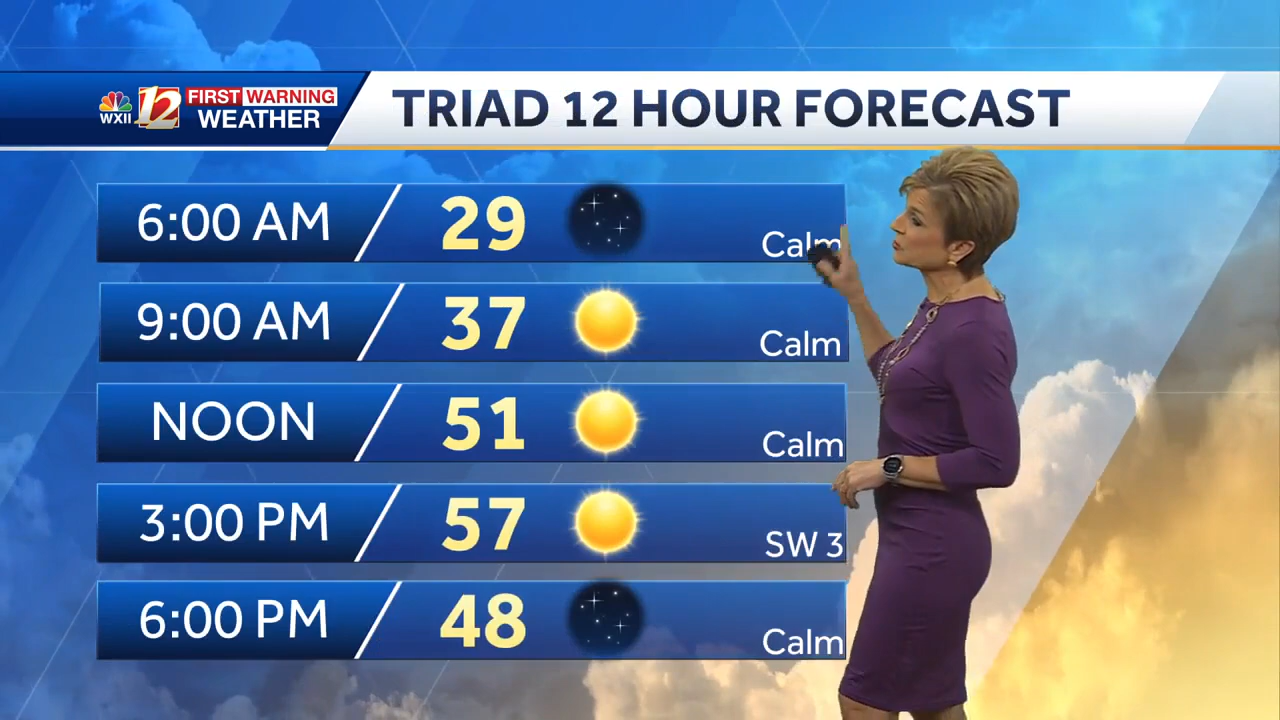 WXII 12 FIRST WARNING
WEATHER
TRIAD 12 HOUR FORECAST
6:00 AM 29 Calm
9:00 AM 37 Calm
NOON 51 Calm
3:00 PM 57 SW 3
6:00 PM 48 Calm